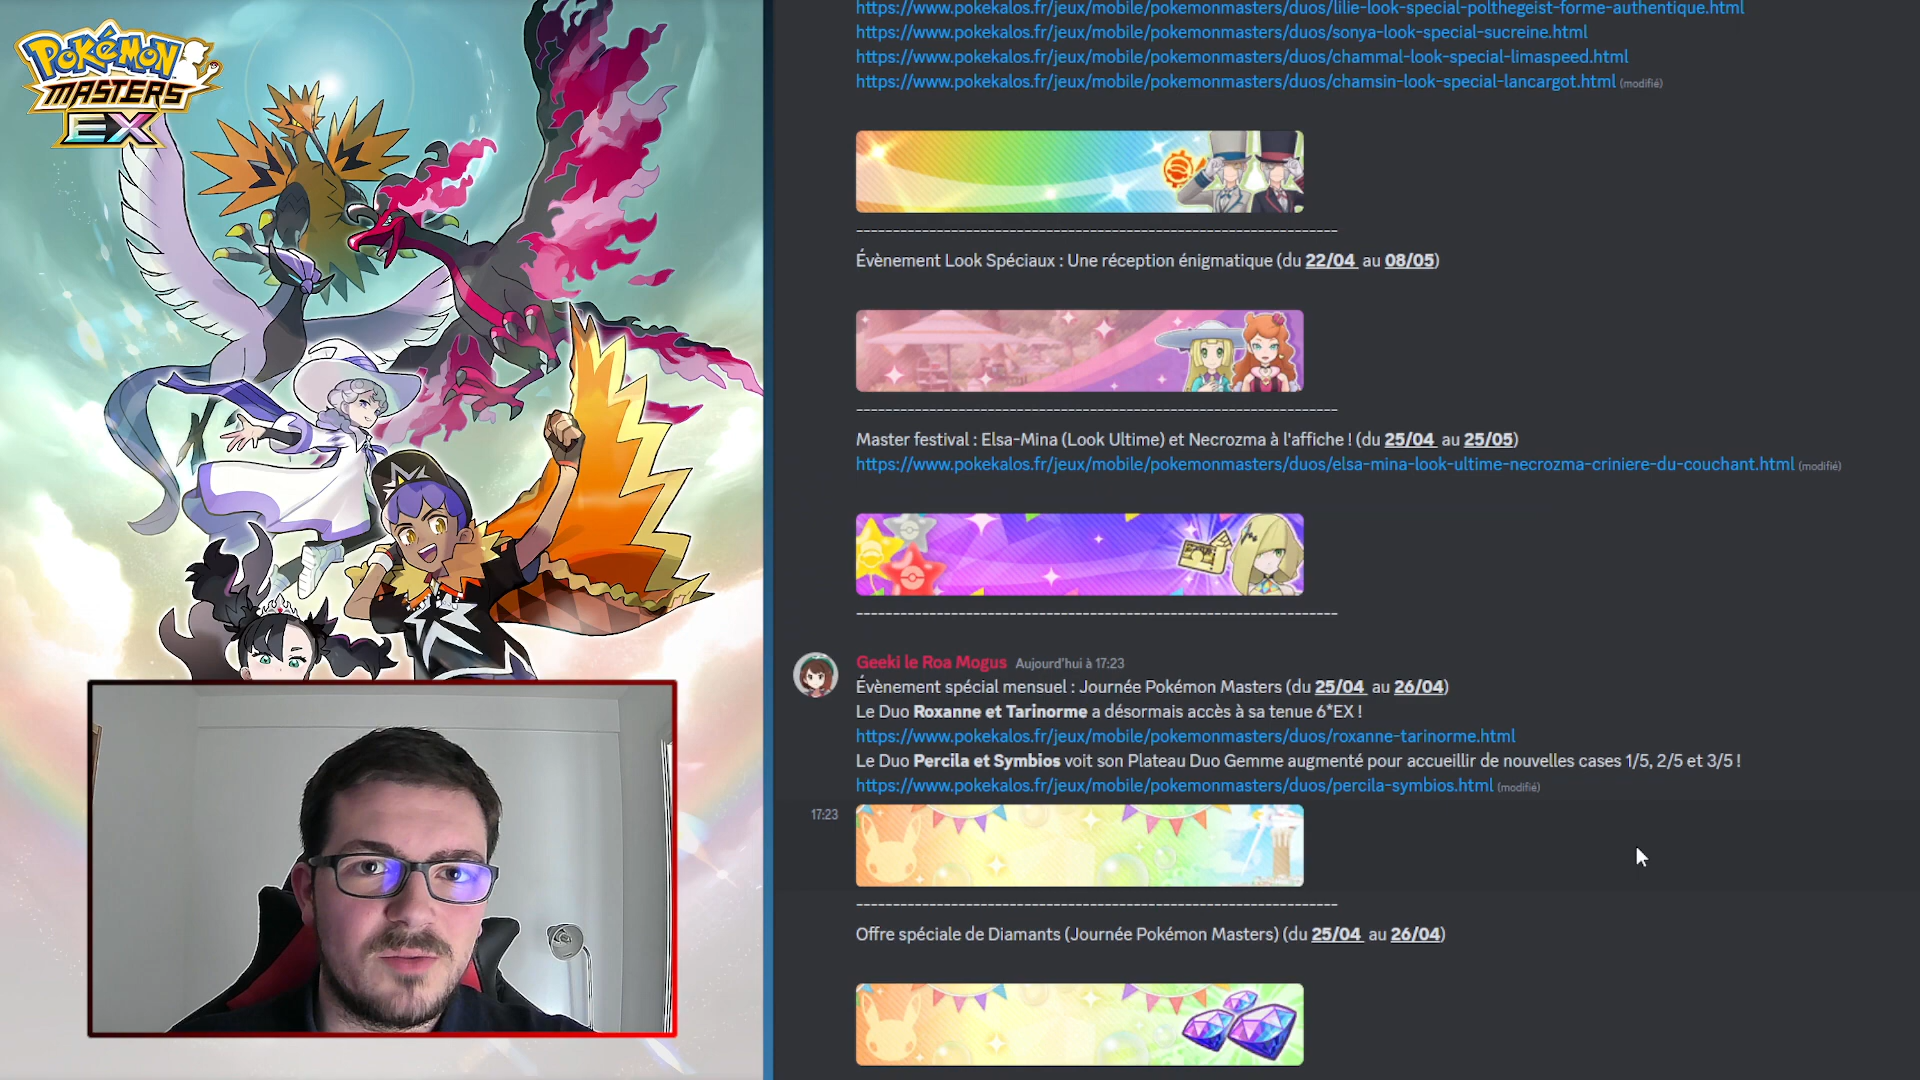 POKÉMON
MASTERS
EX
https://www.pokekalos.fr/jeux/mobile/pokemonmasters/duos/lilie-look-special-polthegeist-forme-authentique.html
https://www.pokekalos.fr/jeux/mobile/pokemonmasters/duos/sonya-look-special-sucreine.html
https://www.pokekalos.fr/jeux/mobile/pokemonmasters/duos/chammal-look-special-limaspeed.html
https://www.pokekalos.fr/jeux/mobile/pokemonmasters/duos/chamsin-look-special-lancargot.html (modifié)
-----------------------------------------------------------------
Évènement Look Spéciaux : Une réception énigmatique (du 22/04 au 08/05)
-----------------------------------------------------------------
Master festival : Elsa-Mina (Look Ultime) et Necrozma à l'affiche ! (du 25/04 au 25/05)
https://www.pokekalos.fr/jeux/mobile/pokemonmasters/duos/elsa-mina-look-ultime-necrozma-criniere-du-couchant.html (modifié)
-----------------------------------------------------------------
Geeki le Roa Mogus Aujourd'hui à 17:23
Évènement spécial mensuel : Journée Pokémon Masters (du 25/04 au 26/04)
Le Duo Roxanne et Tarinorme a désormais accès à sa tenue 6*EX !
https://www.pokekalos.fr/jeux/mobile/pokemonmasters/duos/roxanne-tarinorme.html
Le Duo Percila et Symbios voit son Plateau Duo Gemme augmenté pour accueillir de nouvelles cases 1/5, 2/5 et 3/5 !
https://www.pokekalos.fr/jeux/mobile/pokemonmasters/duos/percila-symbios.html (modifié)
17:23
-----------------------------------------------------------------
Offre spéciale de Diamants (Journée Pokémon Masters) (du 25/04 au 26/04)